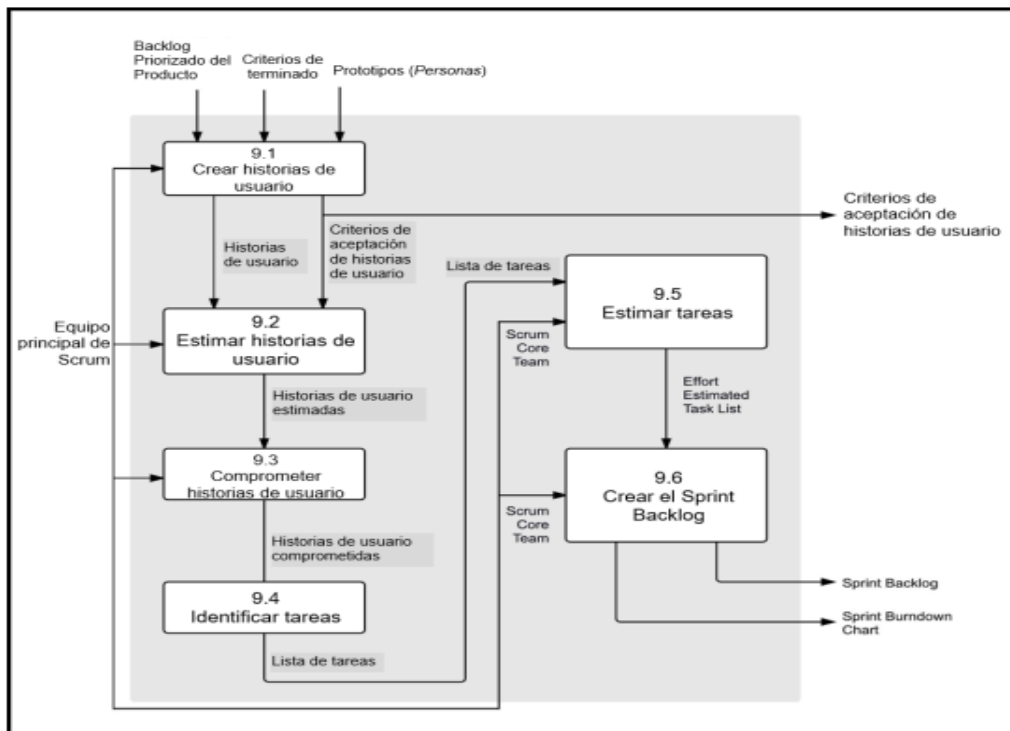 Backlog
Priorizado del
Producto
Criterios de
terminado
Prototipos (Personas)
9.1
Crear historias de
usuario
Historias
de usuario
Criterios de
aceptación
de historias
de usuario
Criterios de
aceptación de
historias de usuario
Equipo
principal de
Scrum
9.2
Estimar historias de
usuario
Historias de usuario
estimadas
9.3
Comprometer
historias de usuario
Historias de usuario
comprometidas
9.4
Identificar tareas
Lista de tareas
Lista de tareas
9.5
Estimar tareas
Scrum
Core
Team
Effort
Estimated
Task List
9.6
Crear el Sprint
Backlog
Scrum
Core
Team
Sprint Backlog
Sprint Burndown
Chart